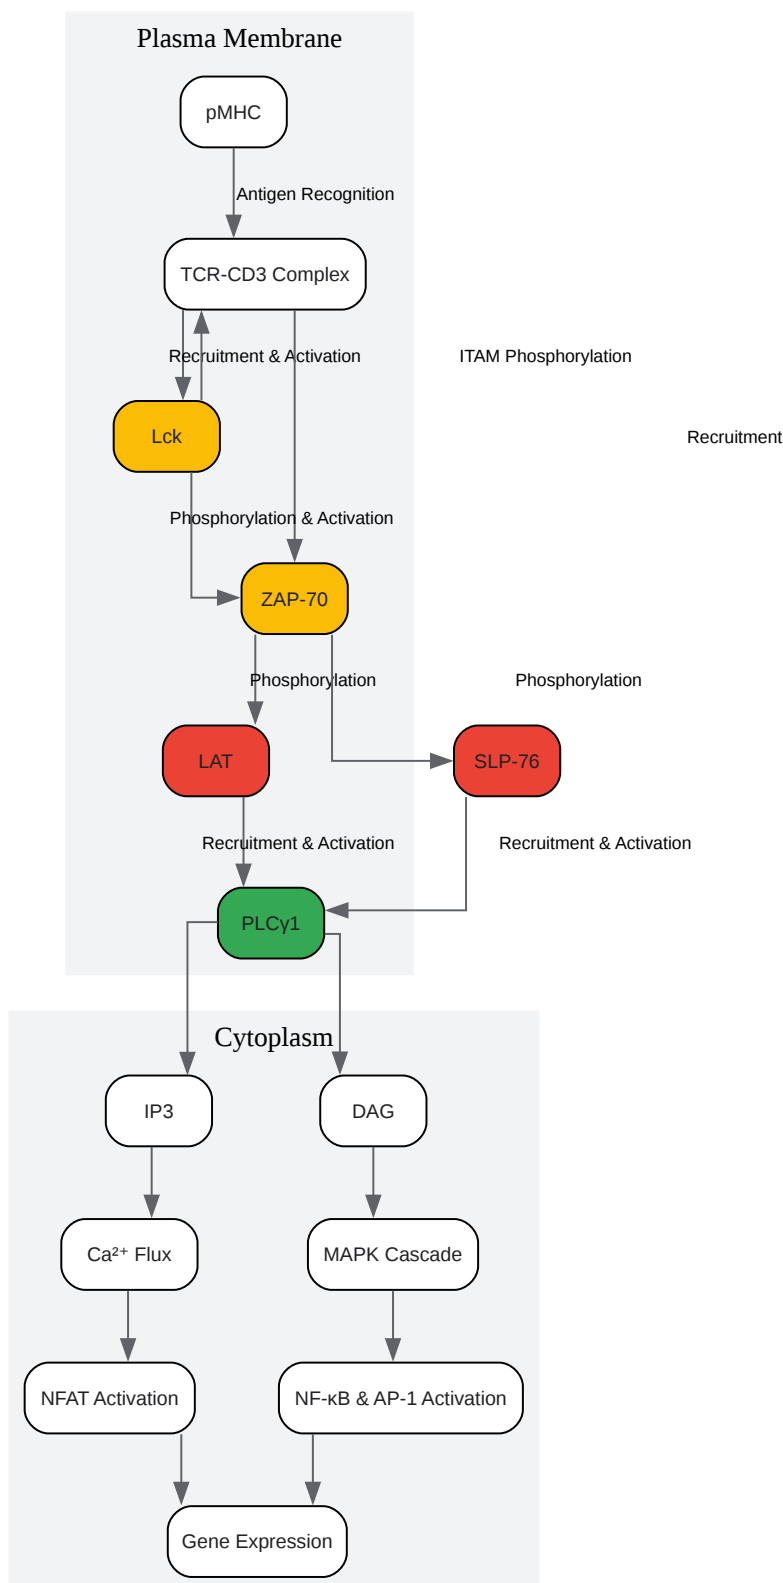 Plasma Membrane
pMHC
Antigen Recognition
TCR-CD3 Complex
Recruitment & Activation
ITAM Phosphorylation
Lck
Recruitment
Phosphorylation & Activation
ZAP-70
Phosphorylation
Phosphorylation
LAT
SLP-76
Recruitment & Activation
Recruitment & Activation
PLCγ1
Cytoplasm
IP3
DAG
Ca²⁺ Flux
MAPK Cascade
NFAT Activation
NF-κB & AP-1 Activation
Gene Expression